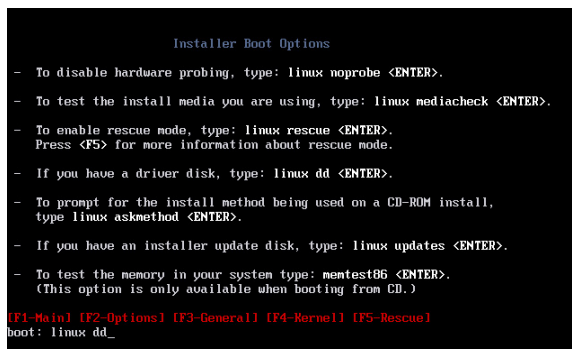 Installer Boot Options
-  To disable hardware probing, type: linux noprobe <ENTER>.
-  To test the install media you are using, type: linux mediacheck <ENTER>.
-  To enable rescue mode, type: linux rescue <ENTER>.
Press <F5> for more information about rescue mode.
-  If you have a driver disk, type: linux dd <ENTER>.
-  To prompt for the install method being used on a CD-ROM install,
type linux askmethod <ENTER>.
-  If you have an installer update disk, type: linux updates <ENTER>.
-  To test the memory in your system type: memtest86 <ENTER>.
(This option is only available when booting from CD.)
[F1-Main] [F2-Options] [F3-General] [F4-Kernel] [F5-Rescue]
boot: linux dd_